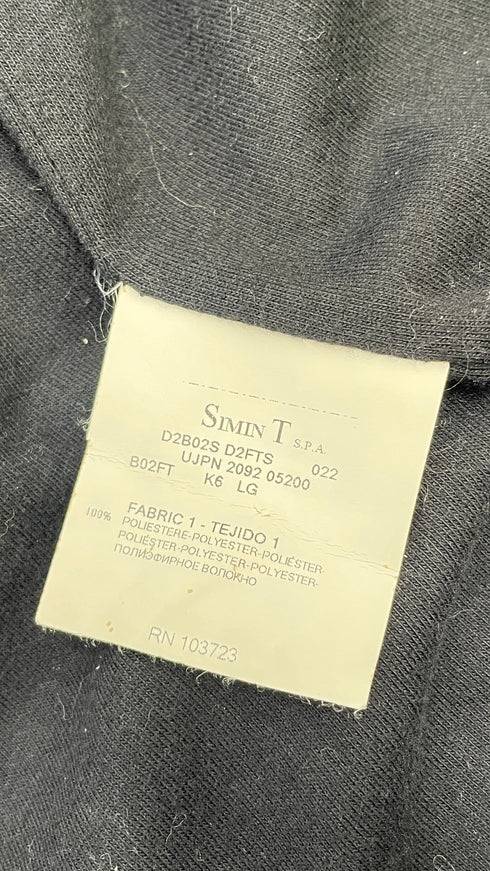 SIMIN T S.P.A.
D2B02S D2FTS 022
UJPN 2092 05200
B02FT K6 LG
FABRIC 1 - TEJIDO 1
100% POLIESTERE-POLYESTER-POLIÉSTER
POLIÉSTER-POLYESTER-POLYESTER-
ПОЛИЭФИРНОЕ ВОЛОКНО
RN 103723